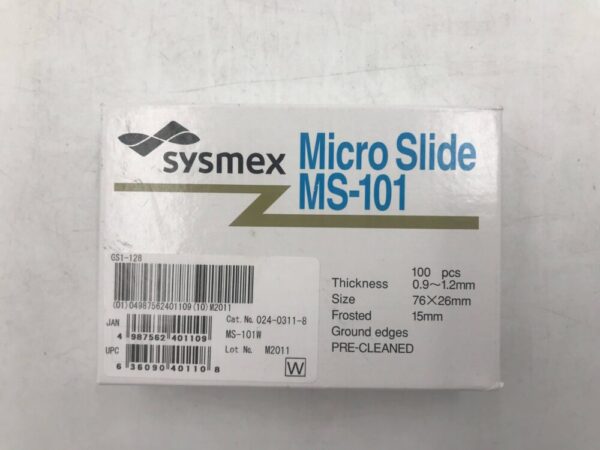 sysmex
Micro Slide
MS-101
GS1-128
(01)04987562401109(10)M2011
JAN
4 987562 401109
Cat. No. 024-0311-8
MS-101W
UPC
6 36090 40110 8
Lot No. M2011
W
100 pcs
Thickness 0.9～1.2mm
Size 76×26mm
Frosted 15mm
Ground edges
PRE-CLEANED